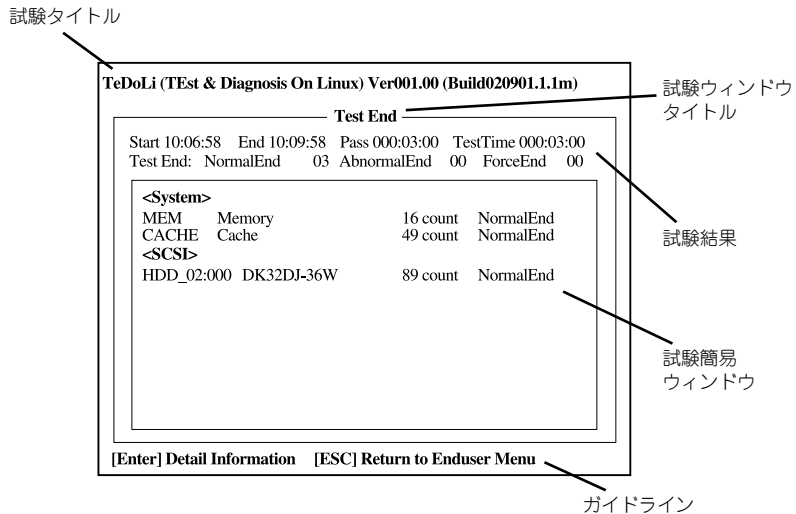 試験タイトル
TeDoLi (TEst & Diagnosis On Linux) Ver001.00 (Build020901.1.1m)
試験ウィンドウ
タイトル
Test End
Start 10:06:58 End 10:09:58 Pass 000:03:00 TestTime 000:03:00
Test End: NormalEnd 03 AbnormalEnd 00 ForceEnd 00
試験結果
<System>
MEM Memory 16 count NormalEnd
CACHE Cache 49 count NormalEnd
<SCSI>
HDD_02:000 DK32DJ-36W 89 count NormalEnd
試験簡易
ウィンドウ
[Enter] Detail Information [ESC] Return to Enduser Menu
ガイドライン